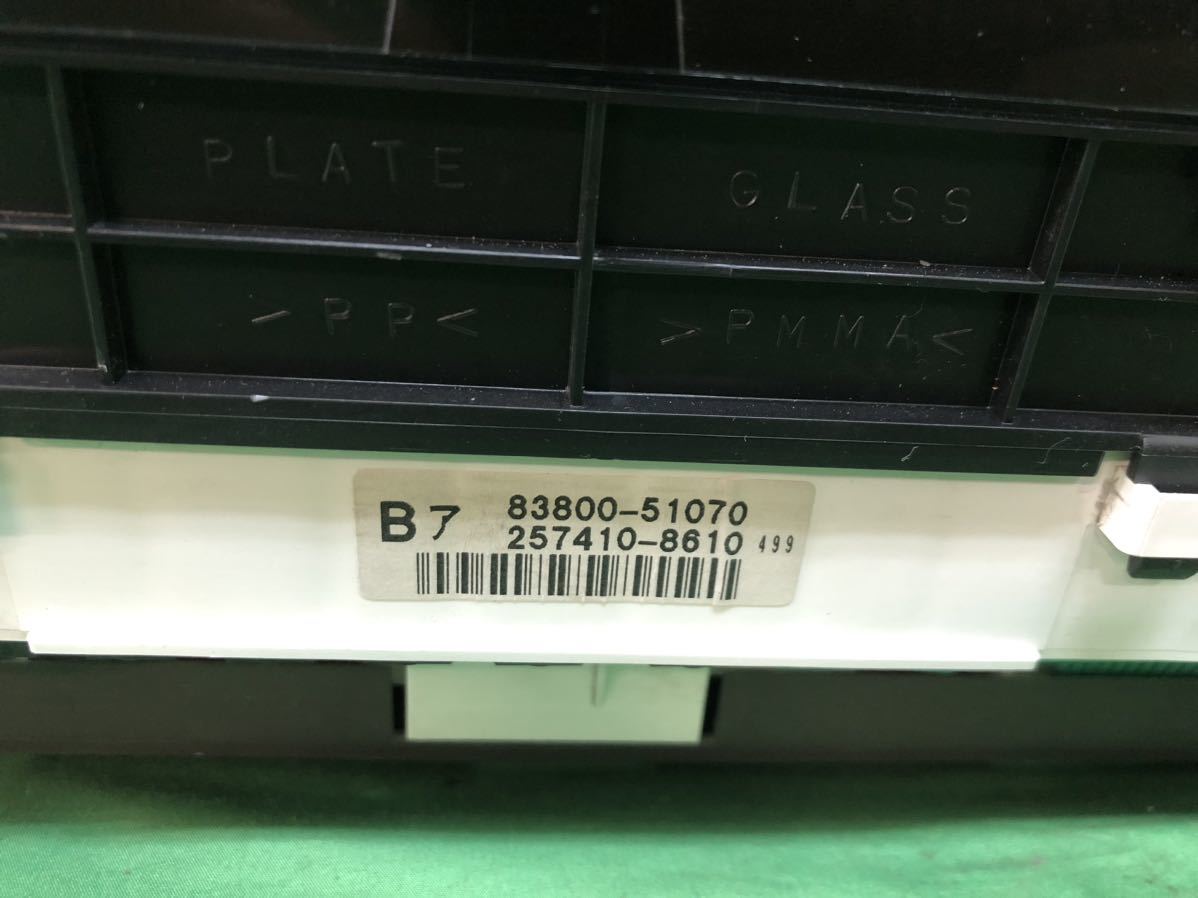 PLATE
GLASS
>PP<
>PMMA<
Bア
83800-51070
257410-8610 499